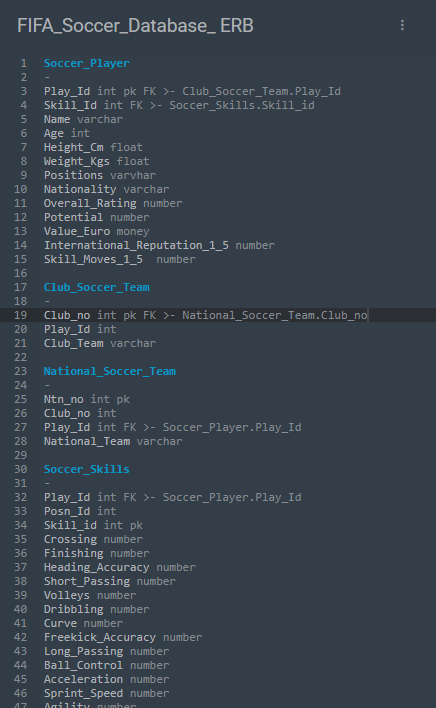 FIFA_Soccer_Database_ ERB
1 Soccer_Player
2 -
3 Play_Id int pk FK >- Club_Soccer_Team.Play_Id
4 Skill_Id int FK >- Soccer_Skills.Skill_id
5 Name varchar
6 Age int
7 Height_Cm float
8 Weight_Kgs float
9 Positions varvhar
10 Nationality varchar
11 Overall_Rating number
12 Potential number
13 Value_Euro money
14 International_Reputation_1_5 number
15 Skill_Moves_1_5  number
16
17 Club_Soccer_Team
18 -
19 Club_no int pk FK >- National_Soccer_Team.Club_no
20 Play_Id int
21 Club_Team varchar
22
23 National_Soccer_Team
24 -
25 Ntn_no int pk
26 Club_no int
27 Play_Id int FK >- Soccer_Player.Play_Id
28 National_Team varchar
29
30 Soccer_Skills
31 -
32 Play_Id int FK >- Soccer_Player.Play_Id
33 Posn_Id int
34 Skill_id int pk
35 Crossing number
36 Finishing number
37 Heading_Accuracy number
38 Short_Passing number
39 Volleys number
40 Dribbling number
41 Curve number
42 Freekick_Accuracy number
43 Long_Passing number
44 Ball_Control number
45 Acceleration number
46 Sprint_Speed number
47 Agility number